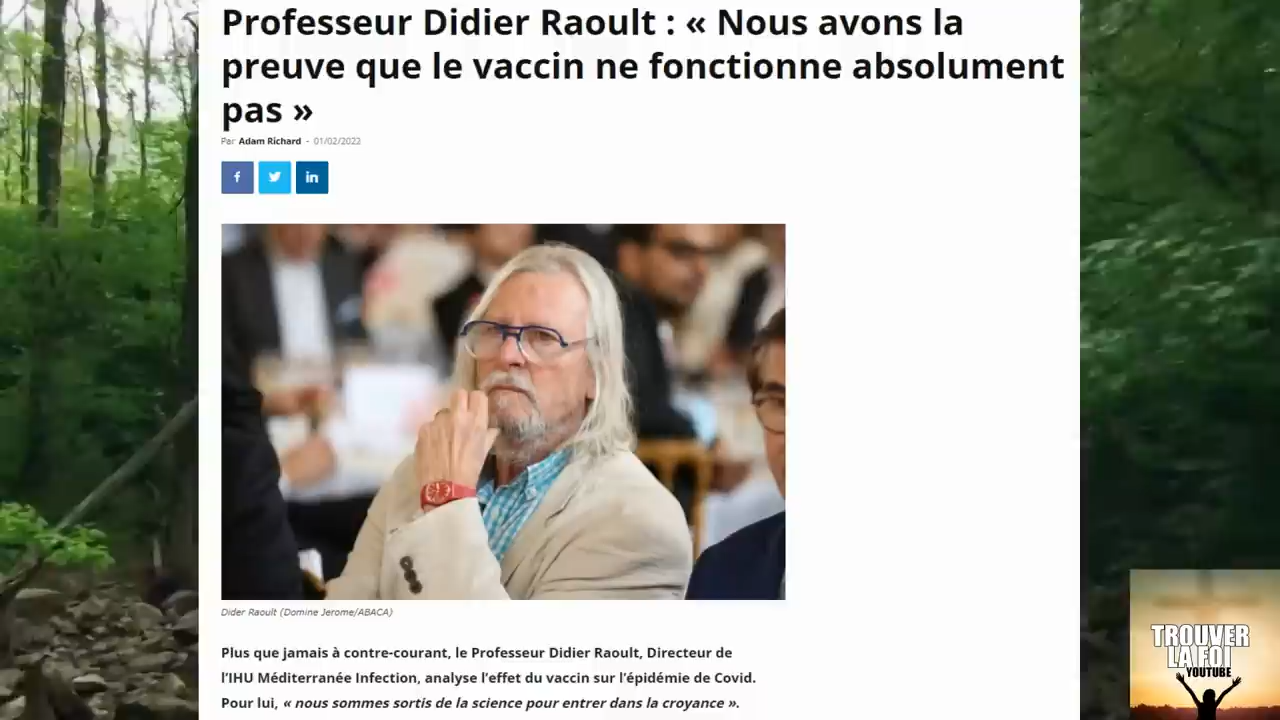 Professeur Didier Raoult : « Nous avons la
preuve que le vaccin ne fonctionne absolument
pas »
Par Adam Richard - 01/02/2022
f
in
Dider Raoult (Domine Jerome/ABACA)
Plus que jamais à contre-courant, le Professeur Didier Raoult, Directeur de
l'IHU Méditerranée Infection, analyse l'effet du vaccin sur l'épidémie de Covid.
Pour lui, « nous sommes sortis de la science pour entrer dans la croyance ».
TROUVER
LA FOI
YOUTUBE